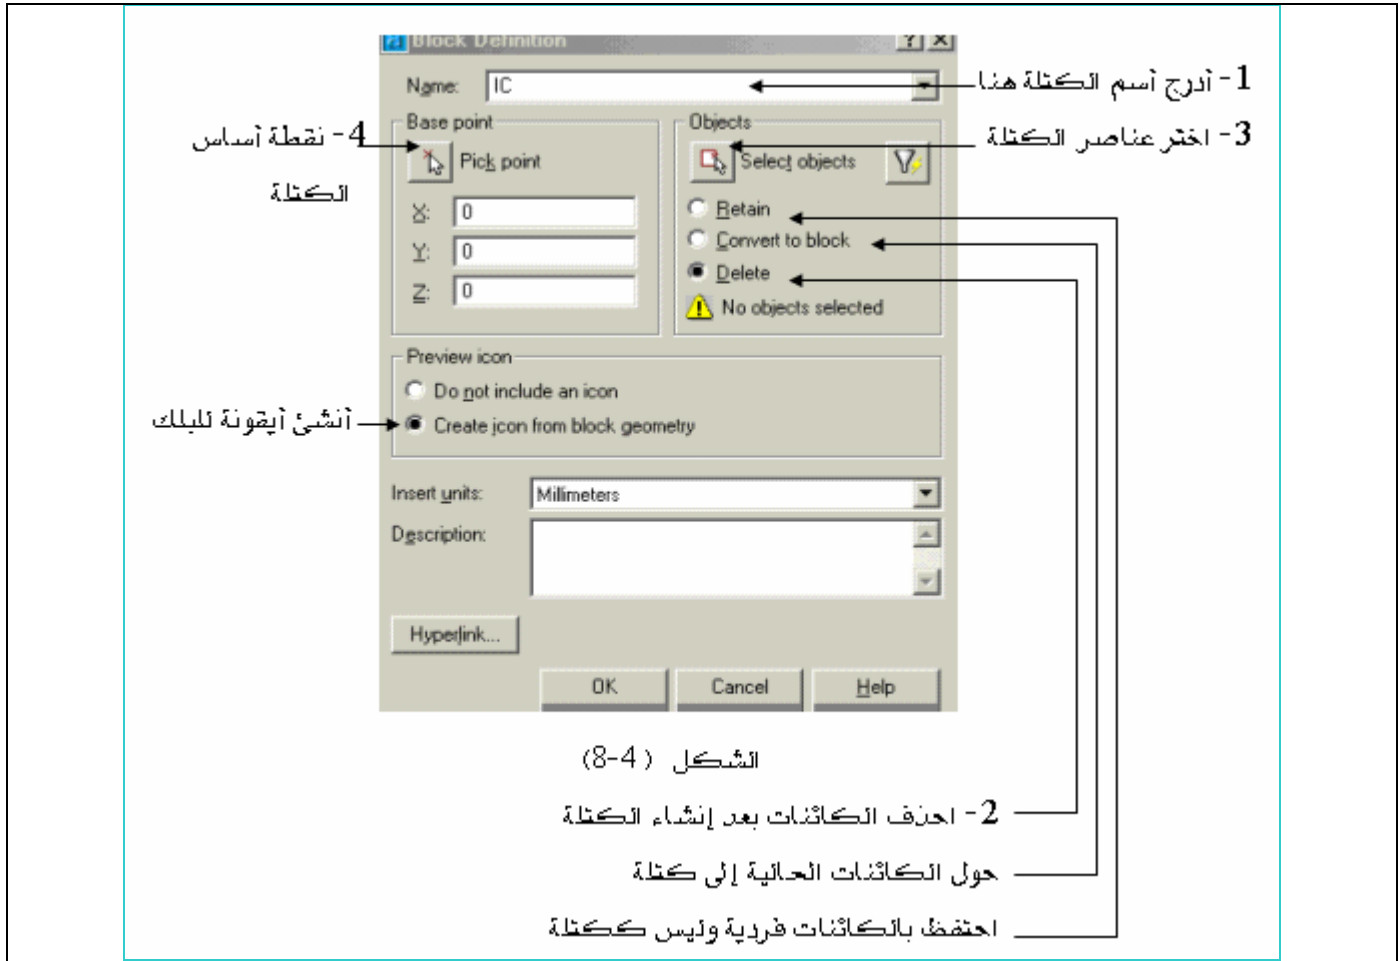 Block Definition
Name: IC
1- أدرج أسم الكتلة هنا
Base point
Objects
4- نقطة أساس
الكتلة
Pick point
Select objects
3- اختر عناصر الكتلة
X: 0
Y: 0
Z: 0
Retain
Convert to block
Delete
No objects selected
Preview icon
Do not include an icon
Create icon from block geometry
أنشئ أيقونة للبلك
Insert units: Millimeters
Description:
Hyperlink...
OK Cancel Help
الشكل (4-8)
2- احذف الكائنات بعد إنشاء الكتلة
حول الكائنات الحالية إلى كتلة
احتفظ بالكائنات فردية وليس ككتلة